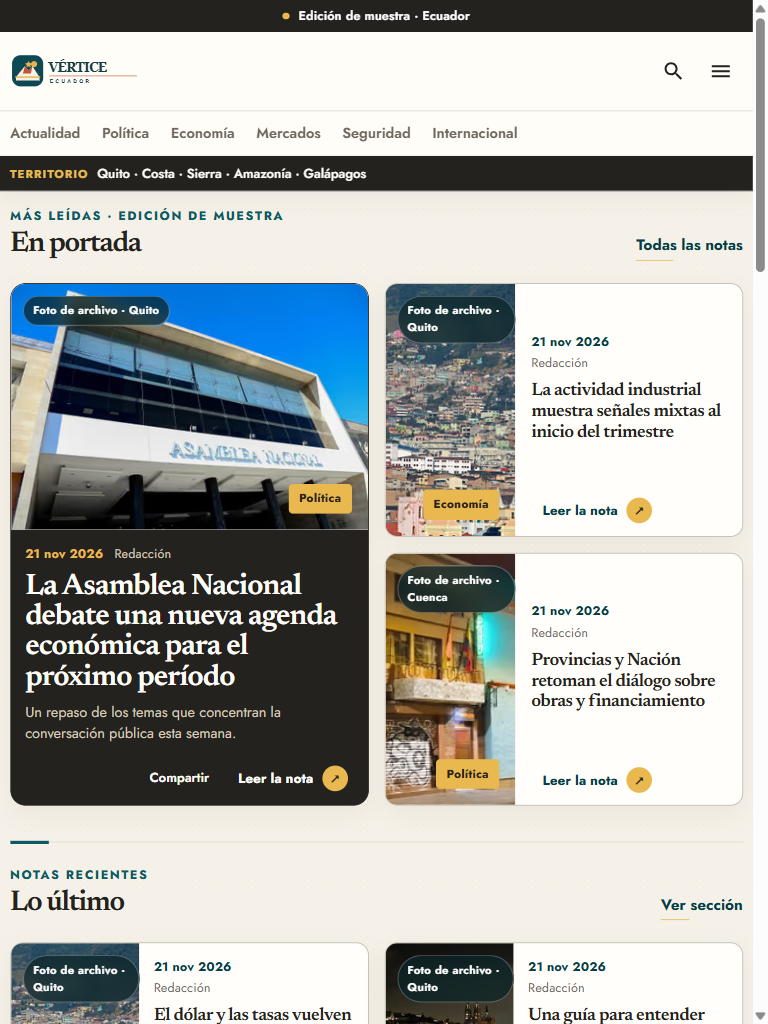 Edición de muestra · Ecuador
VÉRTICE
ECUADOR
Actualidad Política Economía Mercados Seguridad Internacional
TERRITORIO Quito · Costa · Sierra · Amazonía · Galápagos
MÁS LEÍDAS · EDICIÓN DE MUESTRA
En portada
Todas las notas
Foto de archivo · Quito
ASAMBLEA NACIONAL
Política
21 nov 2026 Redacción
La Asamblea Nacional
debate una nueva agenda
económica para el
próximo período
Un repaso de los temas que concentran la
conversación pública esta semana.
Compartir Leer la nota ↗
Foto de archivo ·
Quito
Economía
21 nov 2026
Redacción
La actividad industrial
muestra señales mixtas al
inicio del trimestre
Leer la nota ↗
Foto de archivo ·
Cuenca
Política
21 nov 2026
Redacción
Provincias y Nación
retoman el diálogo sobre
obras y financiamiento
Leer la nota ↗
NOTAS RECIENTES
Lo último
Ver sección
Foto de archivo ·
Quito
21 nov 2026
Redacción
El dólar y las tasas vuelven
Foto de archivo ·
Quito
21 nov 2026
Redacción
Una guía para entender